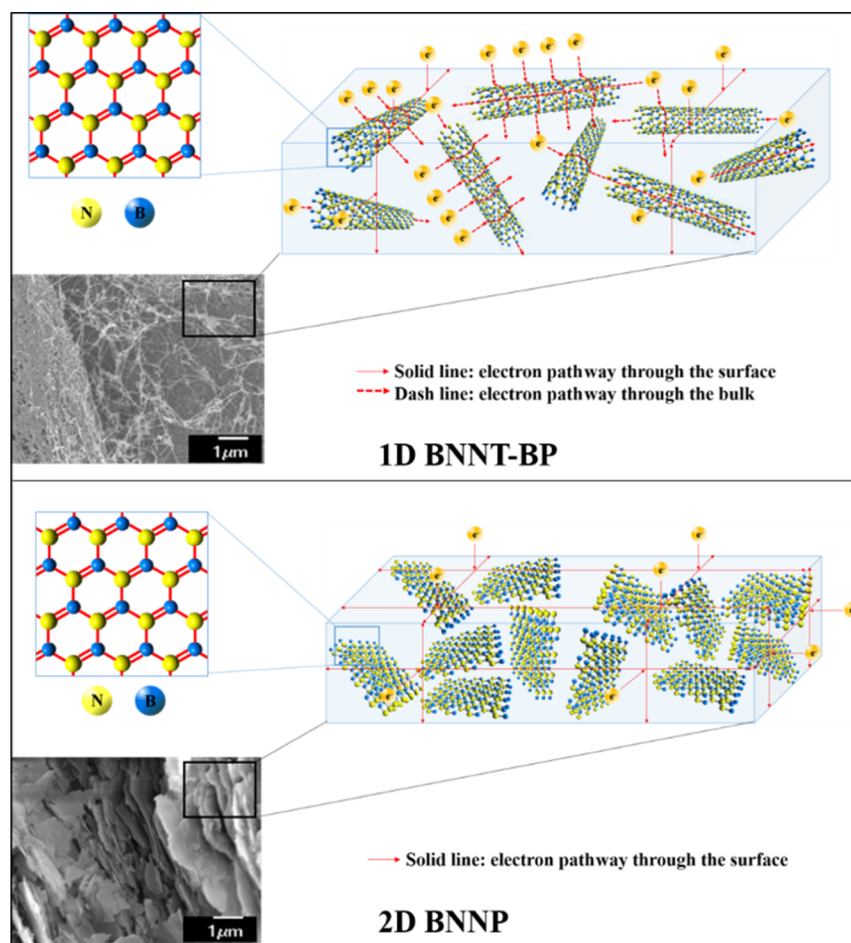 e⁻
e⁻ e⁻ e⁻ e⁻
e⁻ e⁻ e⁻
e⁻ e⁻
e⁻ e⁻
e⁻ e⁻
e⁻
e⁻ e⁻
e⁻ e⁻
e⁻
e⁻
N B
Solid line: electron pathway through the surface
Dash line: electron pathway through the bulk
1μm
1D BNNT-BP
e⁻ e⁻
e⁻ e⁻
e⁻
e⁻
e⁻ e⁻
N B
Solid line: electron pathway through the surface
1μm
2D BNNP